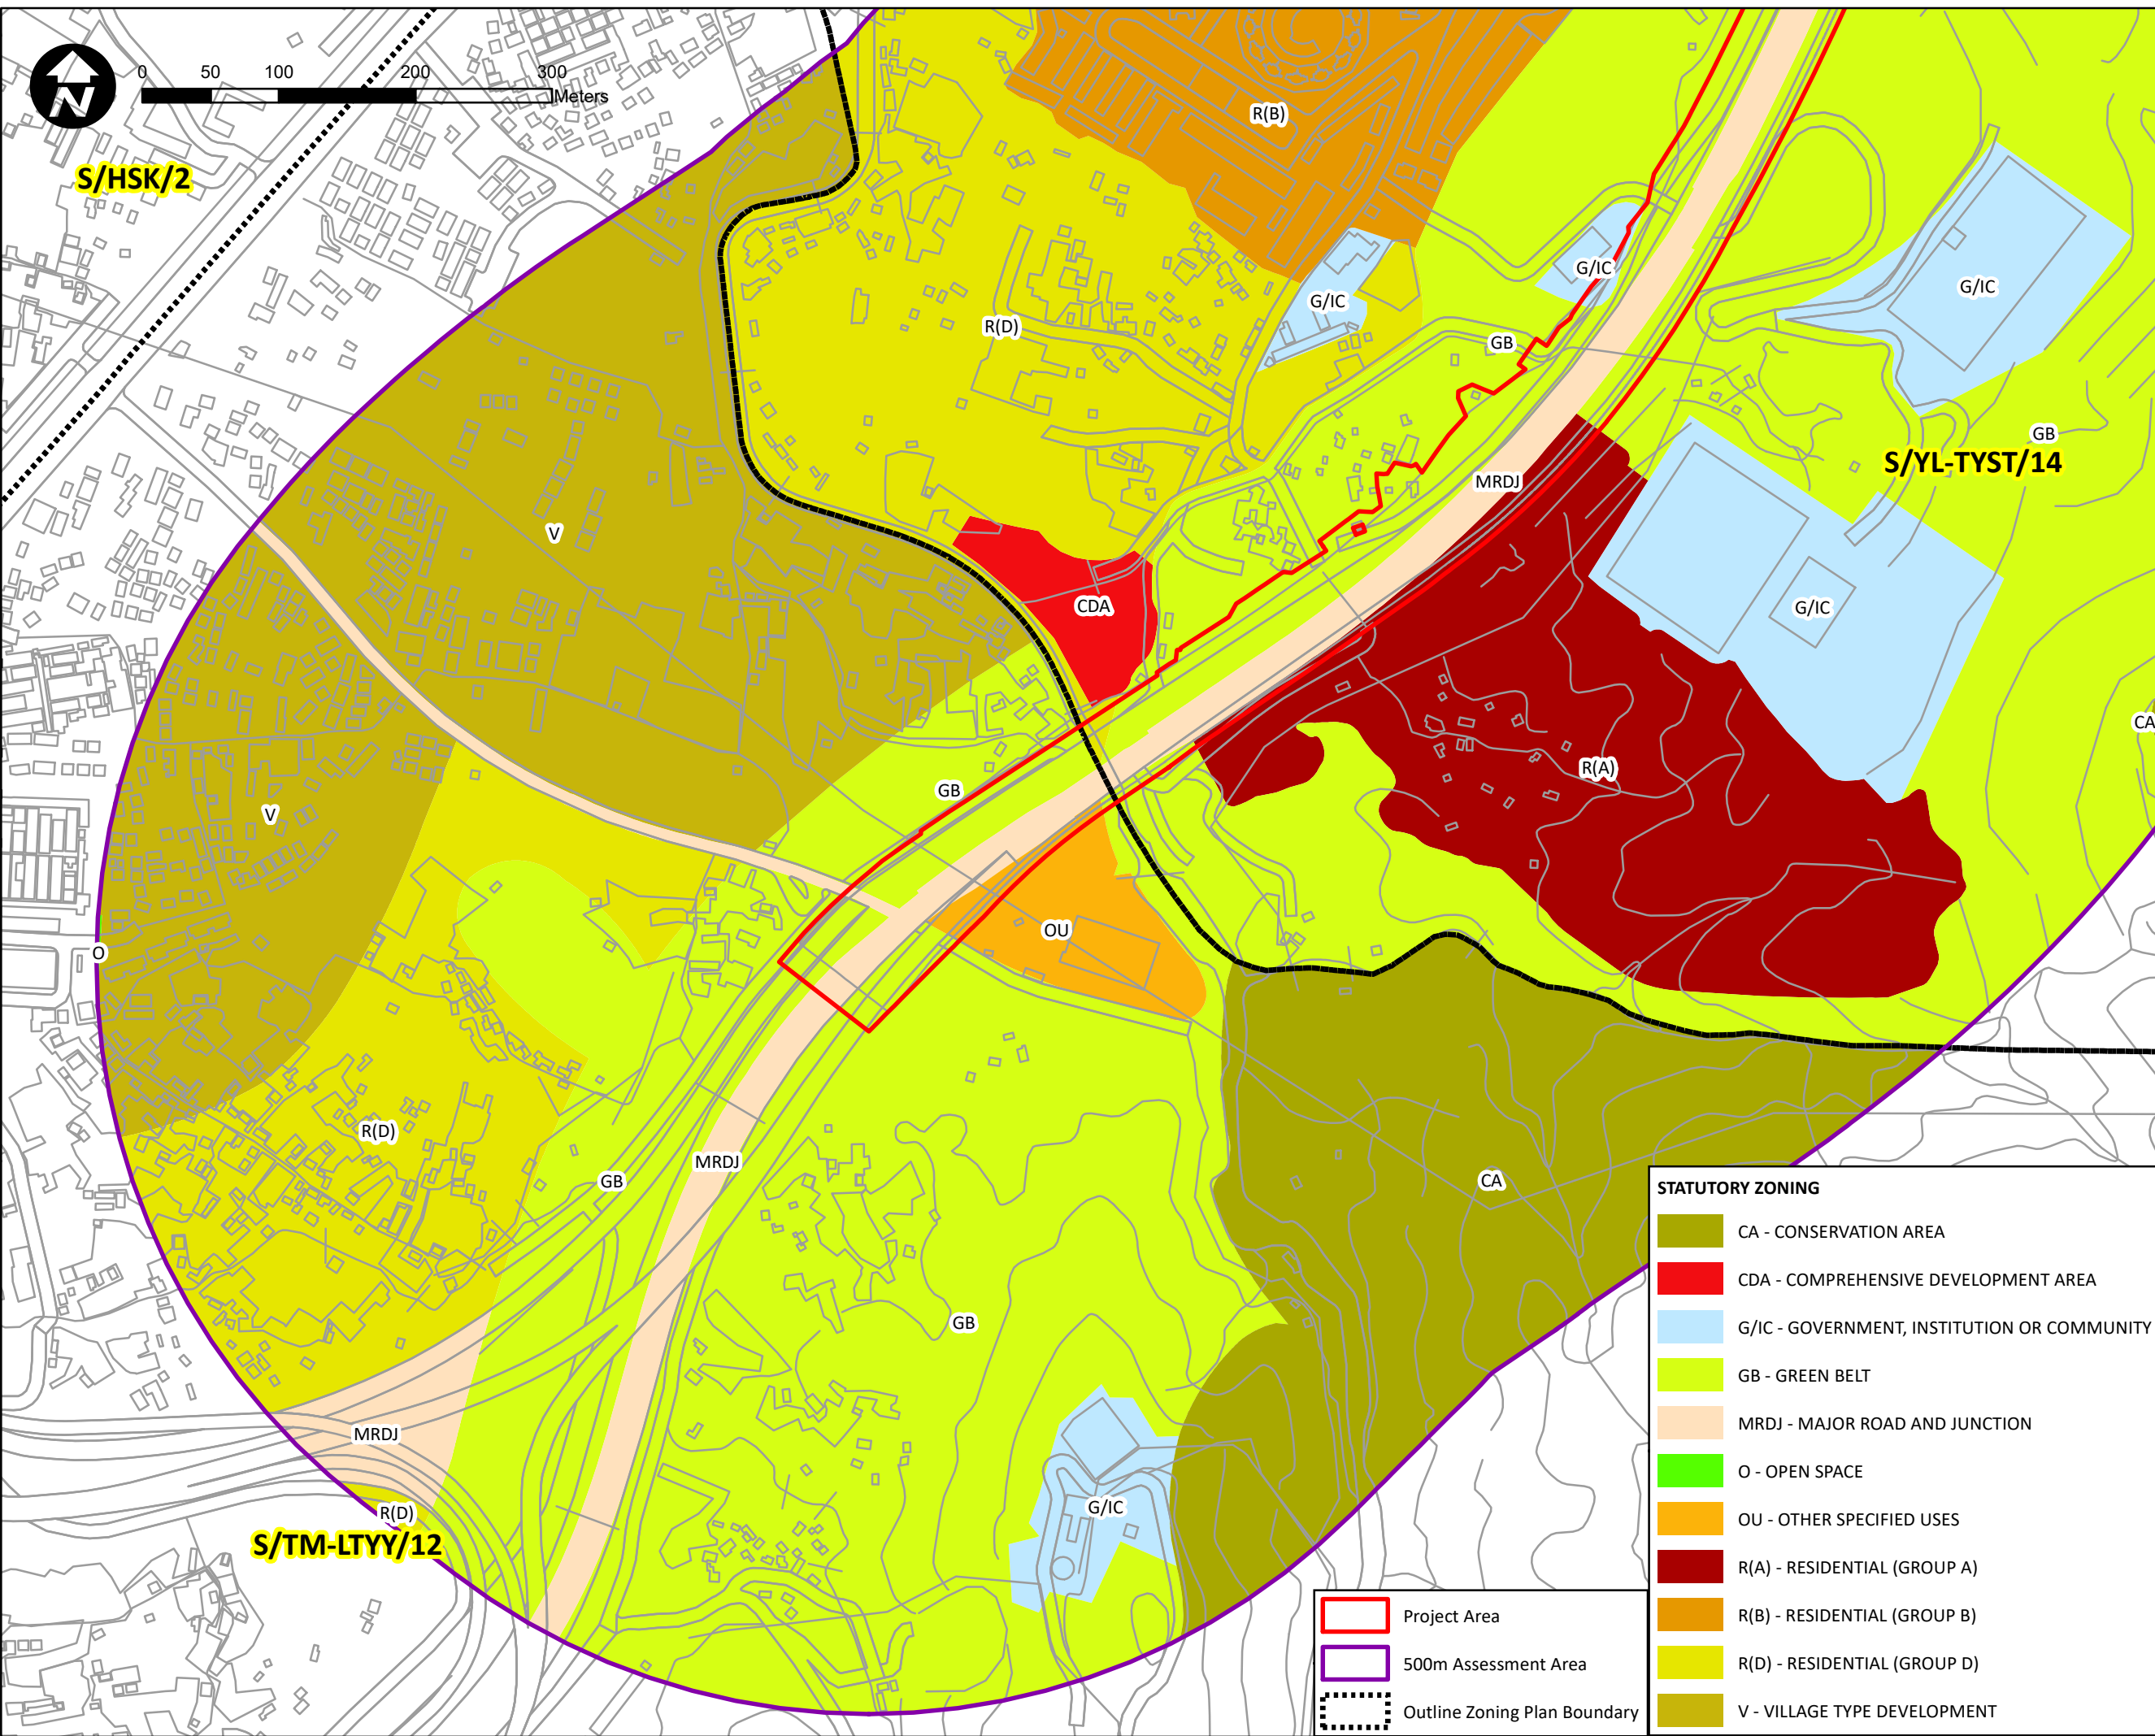 N
0 50 100 200 300
Meters
S/HSK/2
R(B)
G/IC
G/IC
G/IC
R(D)
GB
GB
S/YL-TYST/14
MRDJ
V
CDA
G/IC
CA
R(A)
GB
V
OU
O
R(D)
MRDJ
GB
CA
GB
MRDJ
G/IC
R(D)
S/TM-LTYY/12
STATUTORY ZONING
CA - CONSERVATION AREA
CDA - COMPREHENSIVE DEVELOPMENT AREA
G/IC - GOVERNMENT, INSTITUTION OR COMMUNITY
GB - GREEN BELT
MRDJ - MAJOR ROAD AND JUNCTION
O - OPEN SPACE
OU - OTHER SPECIFIED USES
R(A) - RESIDENTIAL (GROUP A)
R(B) - RESIDENTIAL (GROUP B)
R(D) - RESIDENTIAL (GROUP D)
V - VILLAGE TYPE DEVELOPMENT
Project Area
500m Assessment Area
Outline Zoning Plan Boundary